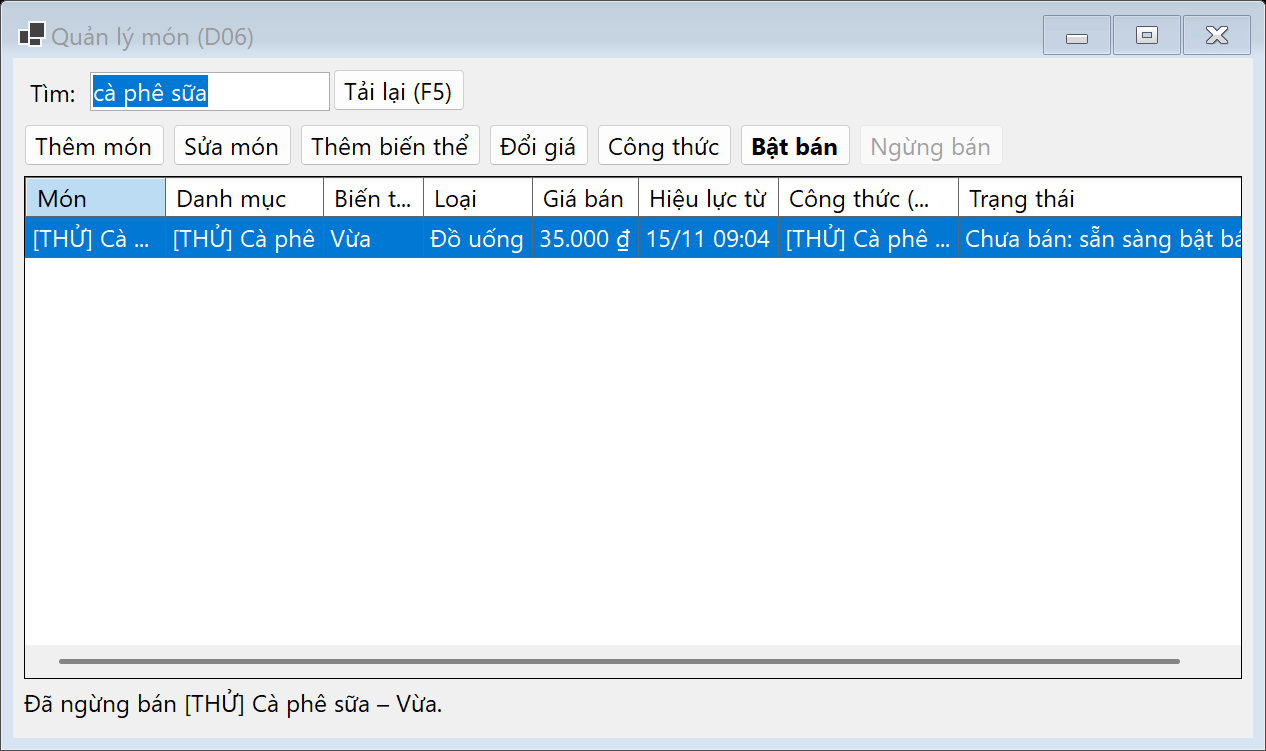 Quản lý món (D06)
Tìm: cà phê sữa Tải lại (F5)
Thêm món Sửa món Thêm biến thể Đổi giá Công thức Bật bán Ngừng bán
Món Danh mục Biến t... Loại Giá bán Hiệu lực từ Công thức (... Trạng thái
[THỬ] Cà ... [THỬ] Cà phê Vừa Đồ uống 35.000 ₫ 15/11 09:04 [THỬ] Cà phê ... Chưa bán: sẵn sàng bật bá
Đã ngừng bán [THỬ] Cà phê sữa – Vừa.